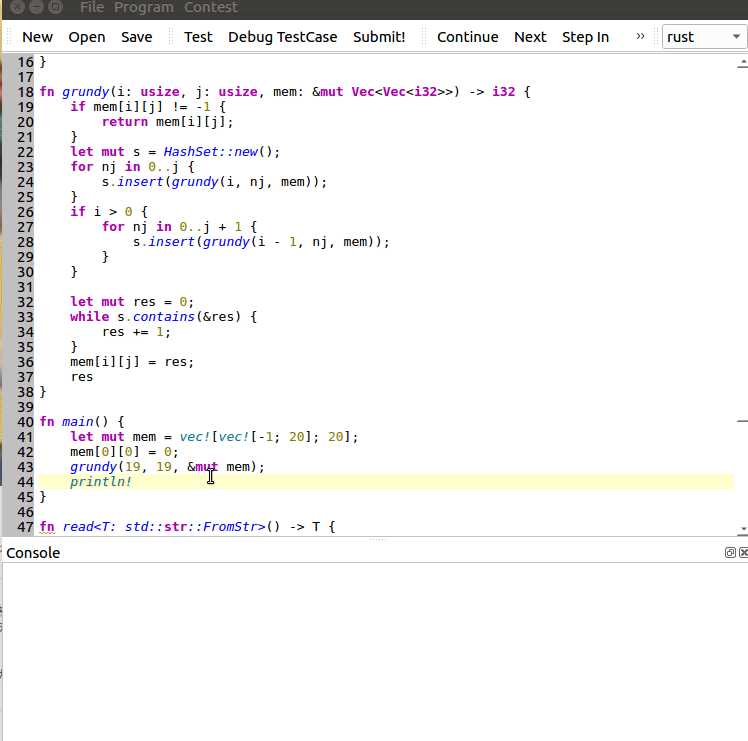 File Program Contest
New Open Save Test Debug TestCase Submit! Continue Next Step In » rust
16 }
17
18 fn grundy(i: usize, j: usize, mem: &mut Vec<Vec<i32>>) -> i32 {
19     if mem[i][j] != -1 {
20         return mem[i][j];
21     }
22     let mut s = HashSet::new();
23     for nj in 0..j {
24         s.insert(grundy(i, nj, mem));
25     }
26     if i > 0 {
27         for nj in 0..j + 1 {
28             s.insert(grundy(i - 1, nj, mem));
29         }
30     }
31
32     let mut res = 0;
33     while s.contains(&res) {
34         res += 1;
35     }
36     mem[i][j] = res;
37     res
38 }
39
40 fn main() {
41     let mut mem = vec![vec![-1; 20]; 20];
42     mem[0][0] = 0;
43     grundy(19, 19, &mut mem);
44     println!
45 }
46
47 fn read<T: std::str::FromStr>() -> T {
Console